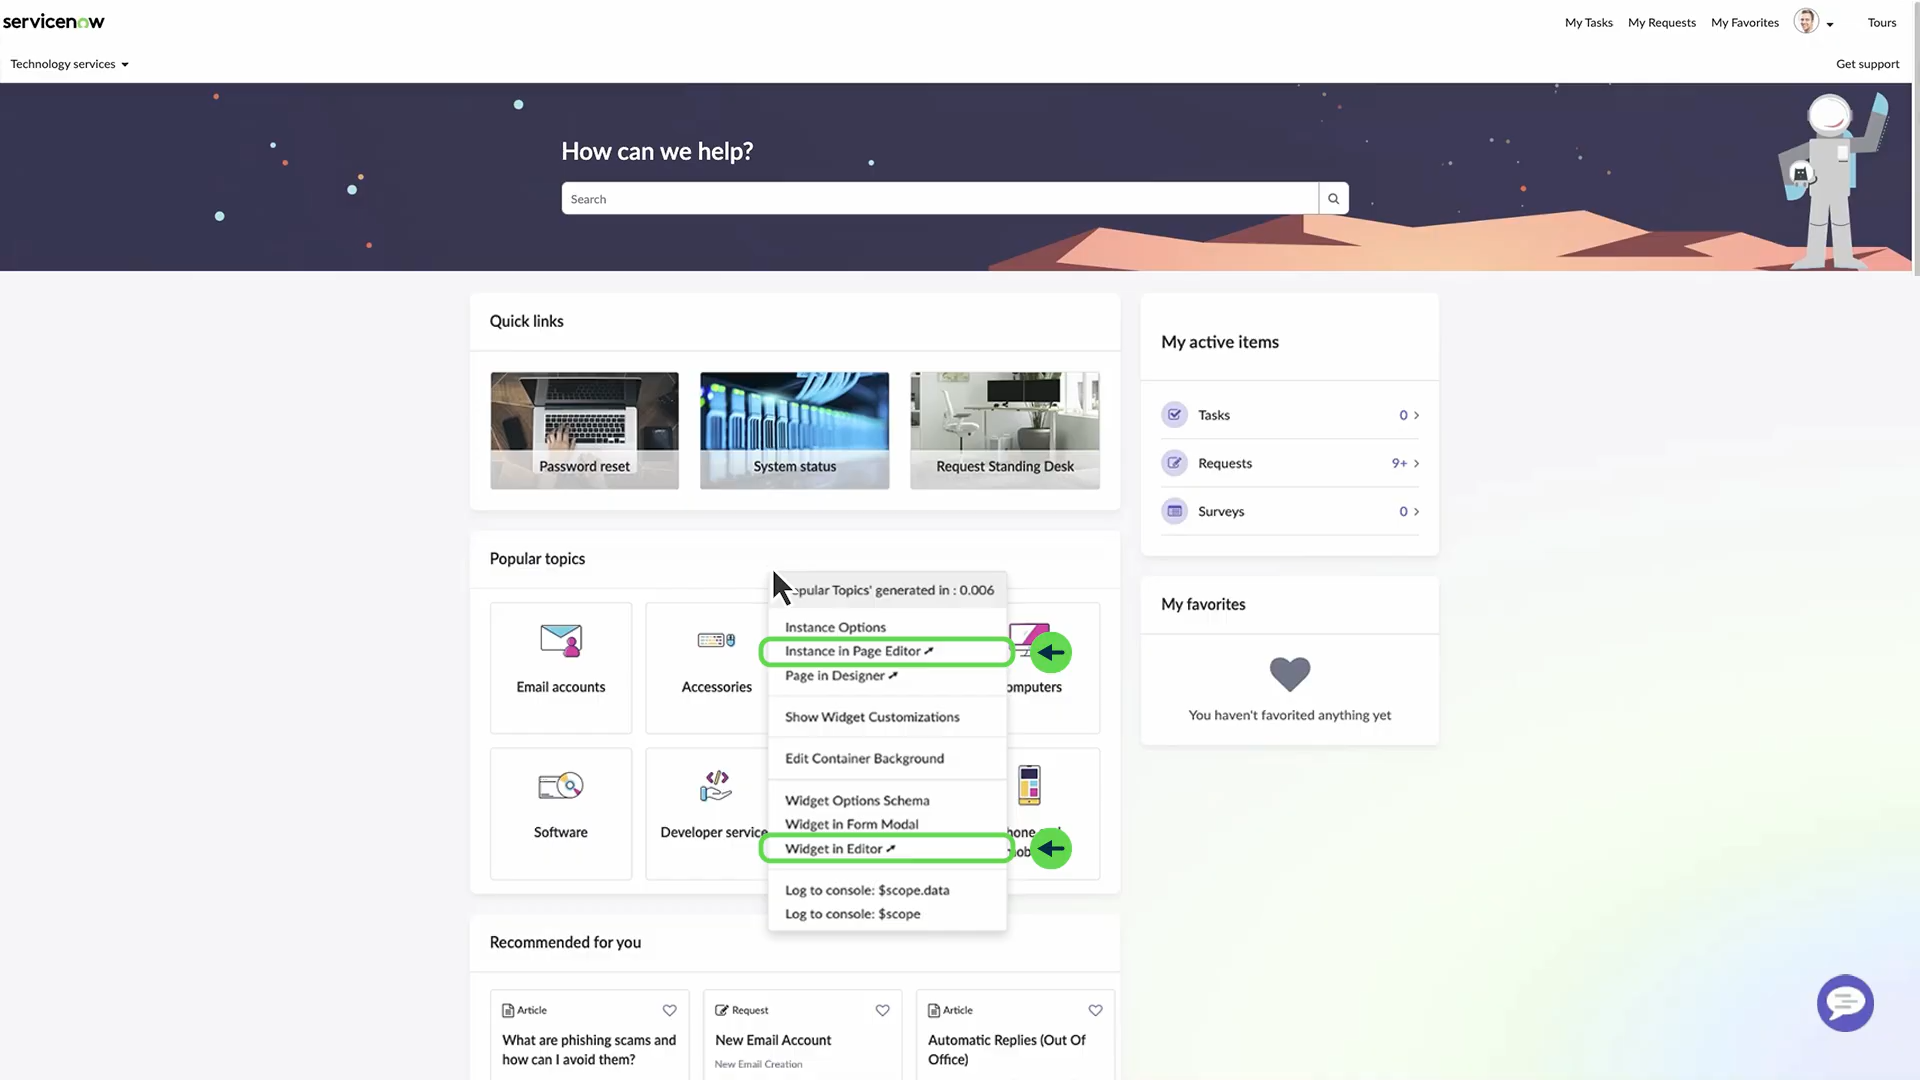 servicenow
My Tasks
My Requests
My Favorites
Tours
Technology services
Get support
How can we help?
Search
Quick links
Password reset
System status
Request Standing Desk
My active items
Tasks 0
Requests 9+
Surveys 0
Popular topics
Email accounts
Accessories
Software
Developer service
'generated in : 0.006
Instance Options
Instance in Page Editor
Page in Designer
Show Widget Customizations
Edit Container Background
Widget Options Schema
Widget in Form Modal
Widget in Editor
Log to console: $scope.data
Log to console: $scope
My favorites
You haven't favorited anything yet
Recommended for you
Article
What are phishing scams and
how can I avoid them?
Request
New Email Account
New Email Creation
Article
Automatic Replies (Out Of
Office)